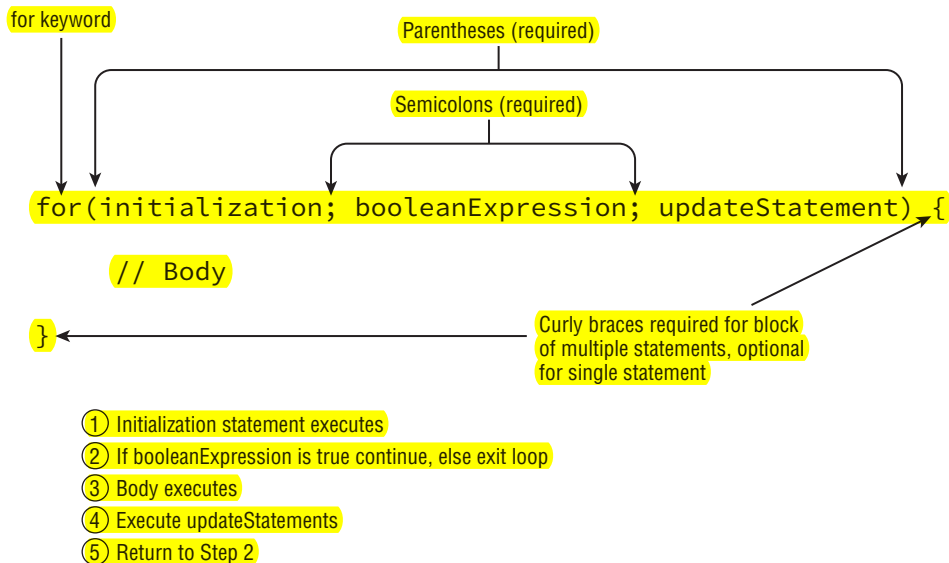 for keyword
Parentheses (required)
Semicolons (required)
for(initialization; booleanExpression; updateStatement) {
// Body
}
Curly braces required for block
of multiple statements, optional
for single statement
1 Initialization statement executes
2 If booleanExpression is true continue, else exit loop
3 Body executes
4 Execute updateStatements
5 Return to Step 2